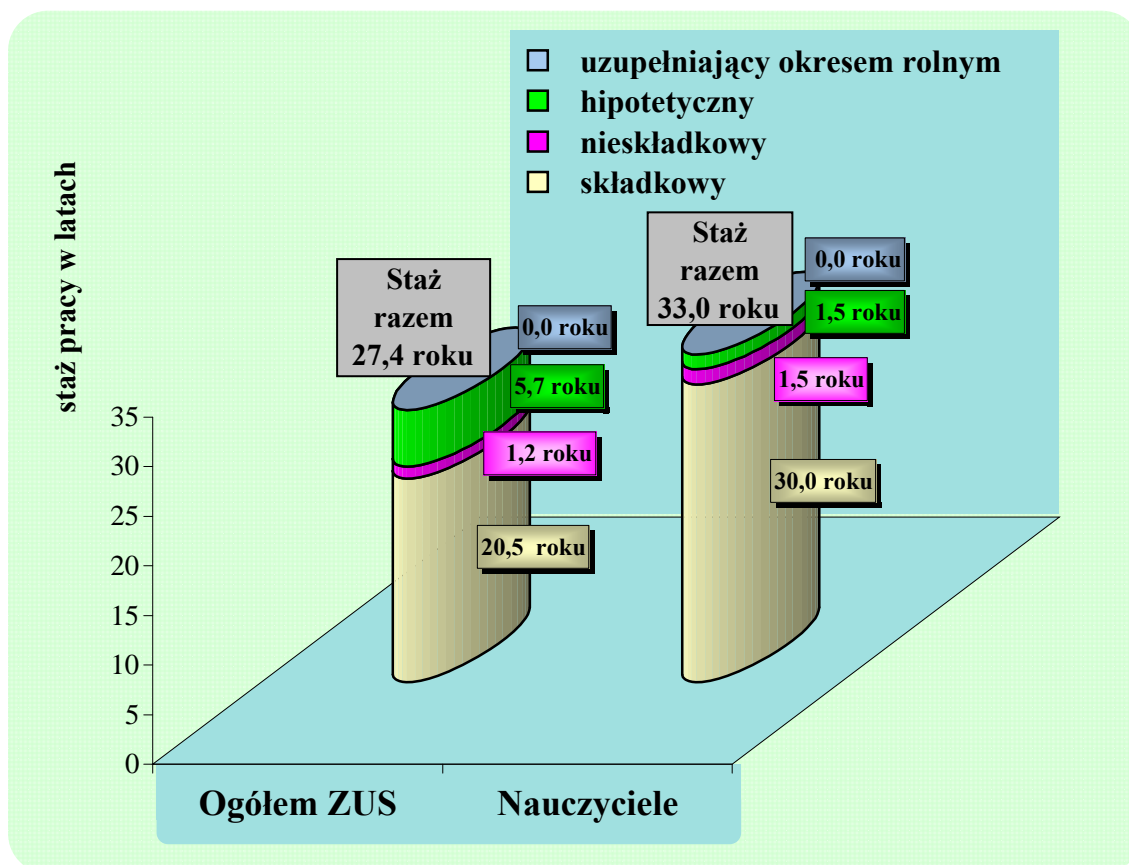 uzupełniający okresem rolnym
hipotetyczny
nieskładkowy
składkowy
staż pracy w latach
Staż
razem
27,4 roku
0,0 roku
5,7 roku
1,2 roku
20,5 roku
Staż
razem
33,0 roku
0,0 roku
1,5 roku
1,5 roku
30,0 roku
35
30
25
20
15
10
5
0
Ogółem ZUS
Nauczyciele